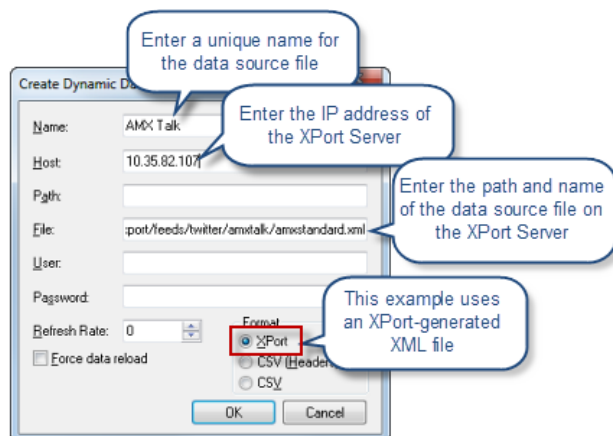 Enter a unique name for
the data source file
Create Dynamic Da
Name: AMX Talk
Enter the IP address of
the XPort Server
Host: 10.35.82.107
Path:
Enter the path and name
of the data source file on
the XPort Server
File: :port/feeds/twitter/amxtalk/amxstandard.xml
User:
Password:
This example uses
an XPort-generated
XML file
Refresh Rate: 0
Format
XPort
Force data reload
CSV (Headers
CSV
OK Cancel